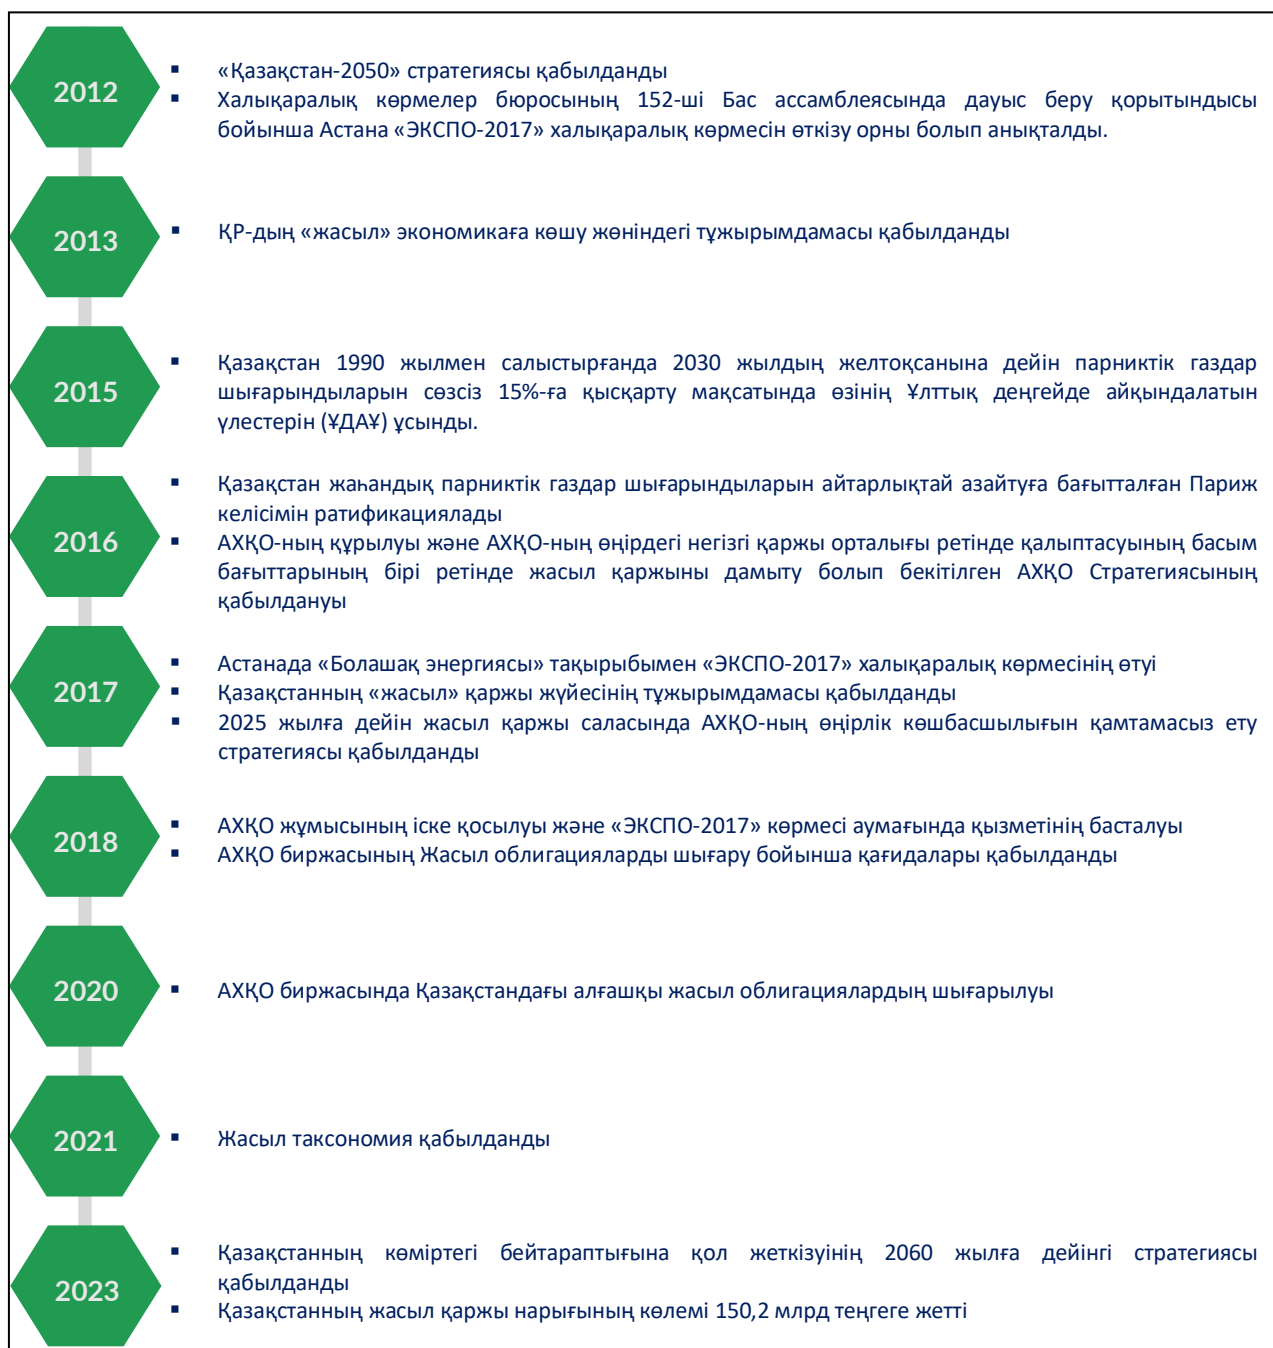 2012
▪ «Қазақстан-2050» стратегиясы қабылданды
▪ Халықаралық көрмелер бюросының 152-ші Бас ассамблеясында дауыс беру қорытындысы
бойынша Астана «ЭКСПО-2017» халықаралық көрмесін өткізу орны болып анықталды.
2013
▪ ҚР-дың «жасыл» экономикаға көшу жөніндегі тұжырымдамасы қабылданды
2015
▪ Қазақстан 1990 жылмен салыстырғанда 2030 жылдың желтоқсанына дейін парниктік газдар
шығарындыларын сөзсіз 15%-ға қысқарту мақсатында өзінің Ұлттық деңгейде айқындалатын
үлестерін (ҰДАҰ) ұсынды.
2016
▪ Қазақстан жаһандық парниктік газдар шығарындыларын айтарлықтай азайтуға бағытталған Париж
келісімін ратификациялады
▪ АХҚО-ның құрылуы және АХҚО-ның өңірдегі негізгі қаржы орталығы ретінде қалыптасуының басым
бағыттарының бірі ретінде жасыл қаржыны дамыту болып бекітілген АХҚО Стратегиясының
қабылдануы
2017
▪ Астанада «Болашақ энергиясы» тақырыбымен «ЭКСПО-2017» халықаралық көрмесінің өтуі
▪ Қазақстанның «жасыл» қаржы жүйесінің тұжырымдамасы қабылданды
▪ 2025 жылға дейін жасыл қаржы саласында АХҚО-ның өңірлік көшбасшылығын қамтамасыз ету
стратегиясы қабылданды
2018
▪ АХҚО жұмысының іске қосылуы және «ЭКСПО-2017» көрмесі аумағында қызметінің басталуы
▪ АХҚО биржасының Жасыл облигацияларды шығару бойынша қағидалары қабылданды
2020
▪ АХҚО биржасында Қазақстандағы алғашқы жасыл облигациялардың шығарылуы
2021
▪ Жасыл таксономия қабылданды
2023
▪ Қазақстанның көміртегі бейтараптығына қол жеткізуінің 2060 жылға дейінгі стратегиясы
қабылданды
▪ Қазақстанның жасыл қаржы нарығының көлемі 150,2 млрд теңгеге жетті